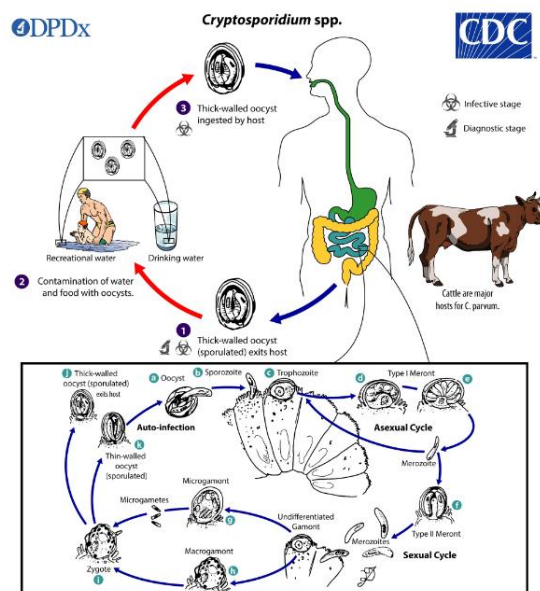 DPDx
Cryptosporidium spp.
CDC
3
Thick-walled oocyst
ingested by host
Infective stage
Diagnostic stage
Recreational water
Drinking water
2
Contamination of water
and food with oocysts.
Cattle are major
hosts for C. parvum.
1
Thick-walled oocyst
(sporulated) exits host
j
Thick-walled
oocyst (sporulated)
exits host
a Oocyst
b Sporozoite
c Trophozoite
d
Type I Meront
e
Auto-infection
Asexual Cycle
k
Thin-walled
oocyst
(sporulated)
Merozoite
f
Type II Meront
Microgamont
Microgametes
g
Undifferentiated
Gamont
Merozoites
Sexual Cycle
Macrogamont
h
Zygote
i